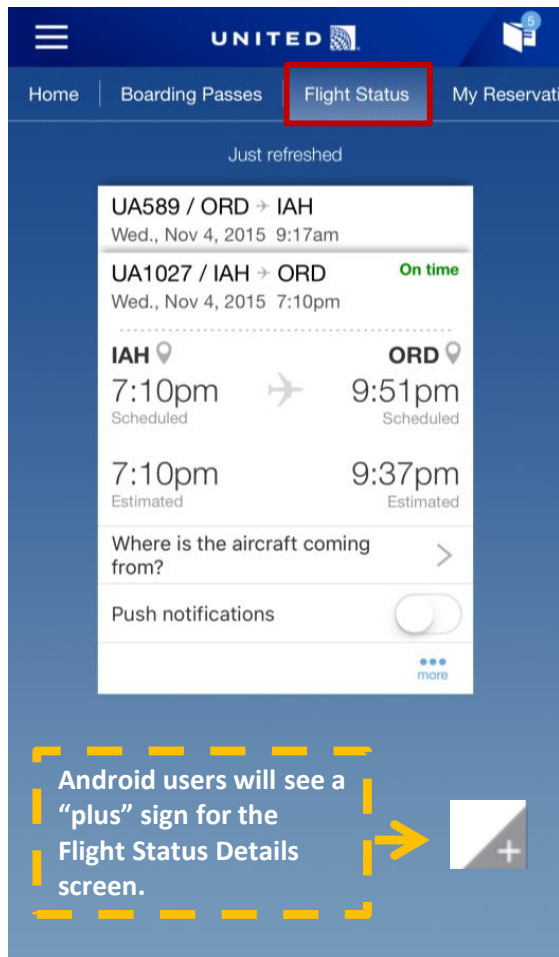 UNITED
5
Home Boarding Passes Flight Status My Reservati
Just refreshed
UA589 / ORD IAH
Wed., Nov 4, 2015 9:17am
UA1027 / IAH ORD On time
Wed., Nov 4, 2015 7:10pm
IAH ORD
7:10pm 9:51pm
Scheduled Scheduled
7:10pm 9:37pm
Estimated Estimated
Where is the aircraft coming
from?
Push notifications
more
Android users will see a
“plus” sign for the
Flight Status Details
screen.